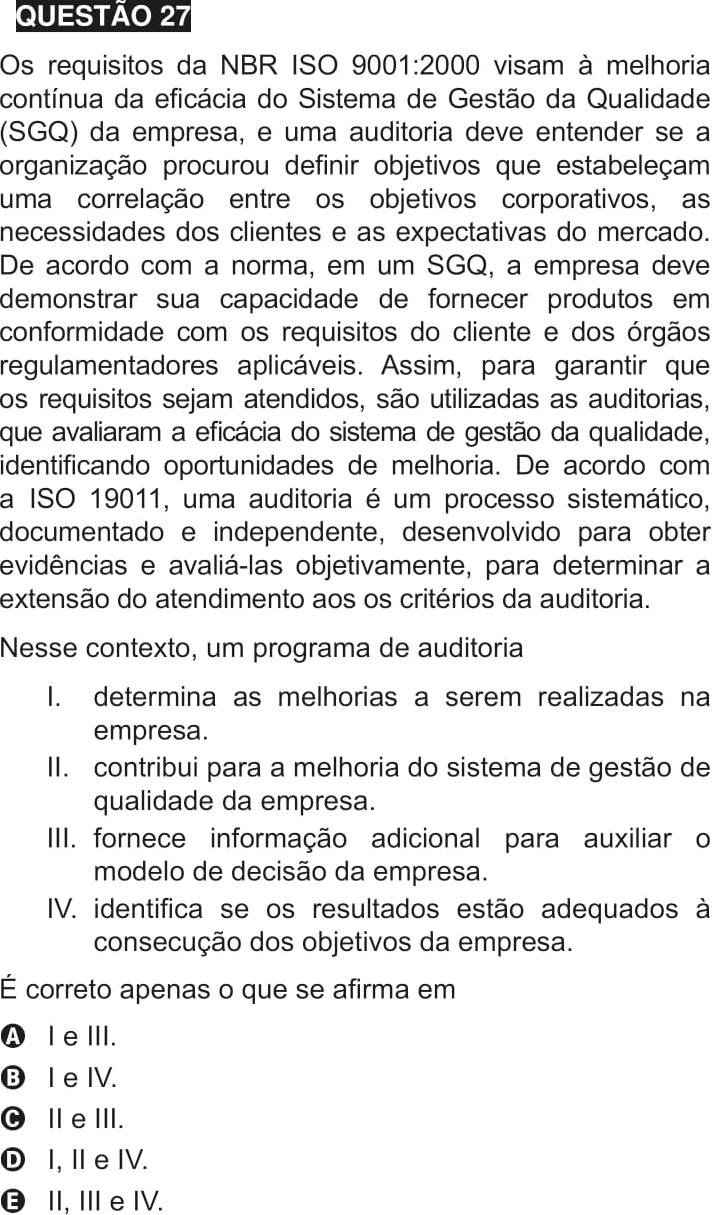 QUESTÃO 27
Os requisitos da NBR ISO 9001:2000 visam à melhoria
contínua da eficácia do Sistema de Gestão da Qualidade
(SGQ) da empresa, e uma auditoria deve entender se a
organização procurou definir objetivos que estabeleçam
uma correlação entre os objetivos corporativos, as
necessidades dos clientes e as expectativas do mercado.
De acordo com a norma, em um SGQ, a empresa deve
demonstrar sua capacidade de fornecer produtos em
conformidade com os requisitos do cliente e dos órgãos
regulamentadores aplicáveis. Assim, para garantir que
os requisitos sejam atendidos, são utilizadas as auditorias,
que avaliaram a eficácia do sistema de gestão da qualidade,
identificando oportunidades de melhoria. De acordo com
a ISO 19011, uma auditoria é um processo sistemático,
documentado e independente, desenvolvido para obter
evidências e avaliá-las objetivamente, para determinar a
extensão do atendimento aos os critérios da auditoria.
Nesse contexto, um programa de auditoria
I. determina as melhorias a serem realizadas na
empresa.
II. contribui para a melhoria do sistema de gestão de
qualidade da empresa.
III. fornece informação adicional para auxiliar o
modelo de decisão da empresa.
IV. identifica se os resultados estão adequados à
consecução dos objetivos da empresa.
É correto apenas o que se afirma em
A I e III.
B I e IV.
C II e III.
D I, II e IV.
E II, III e IV.